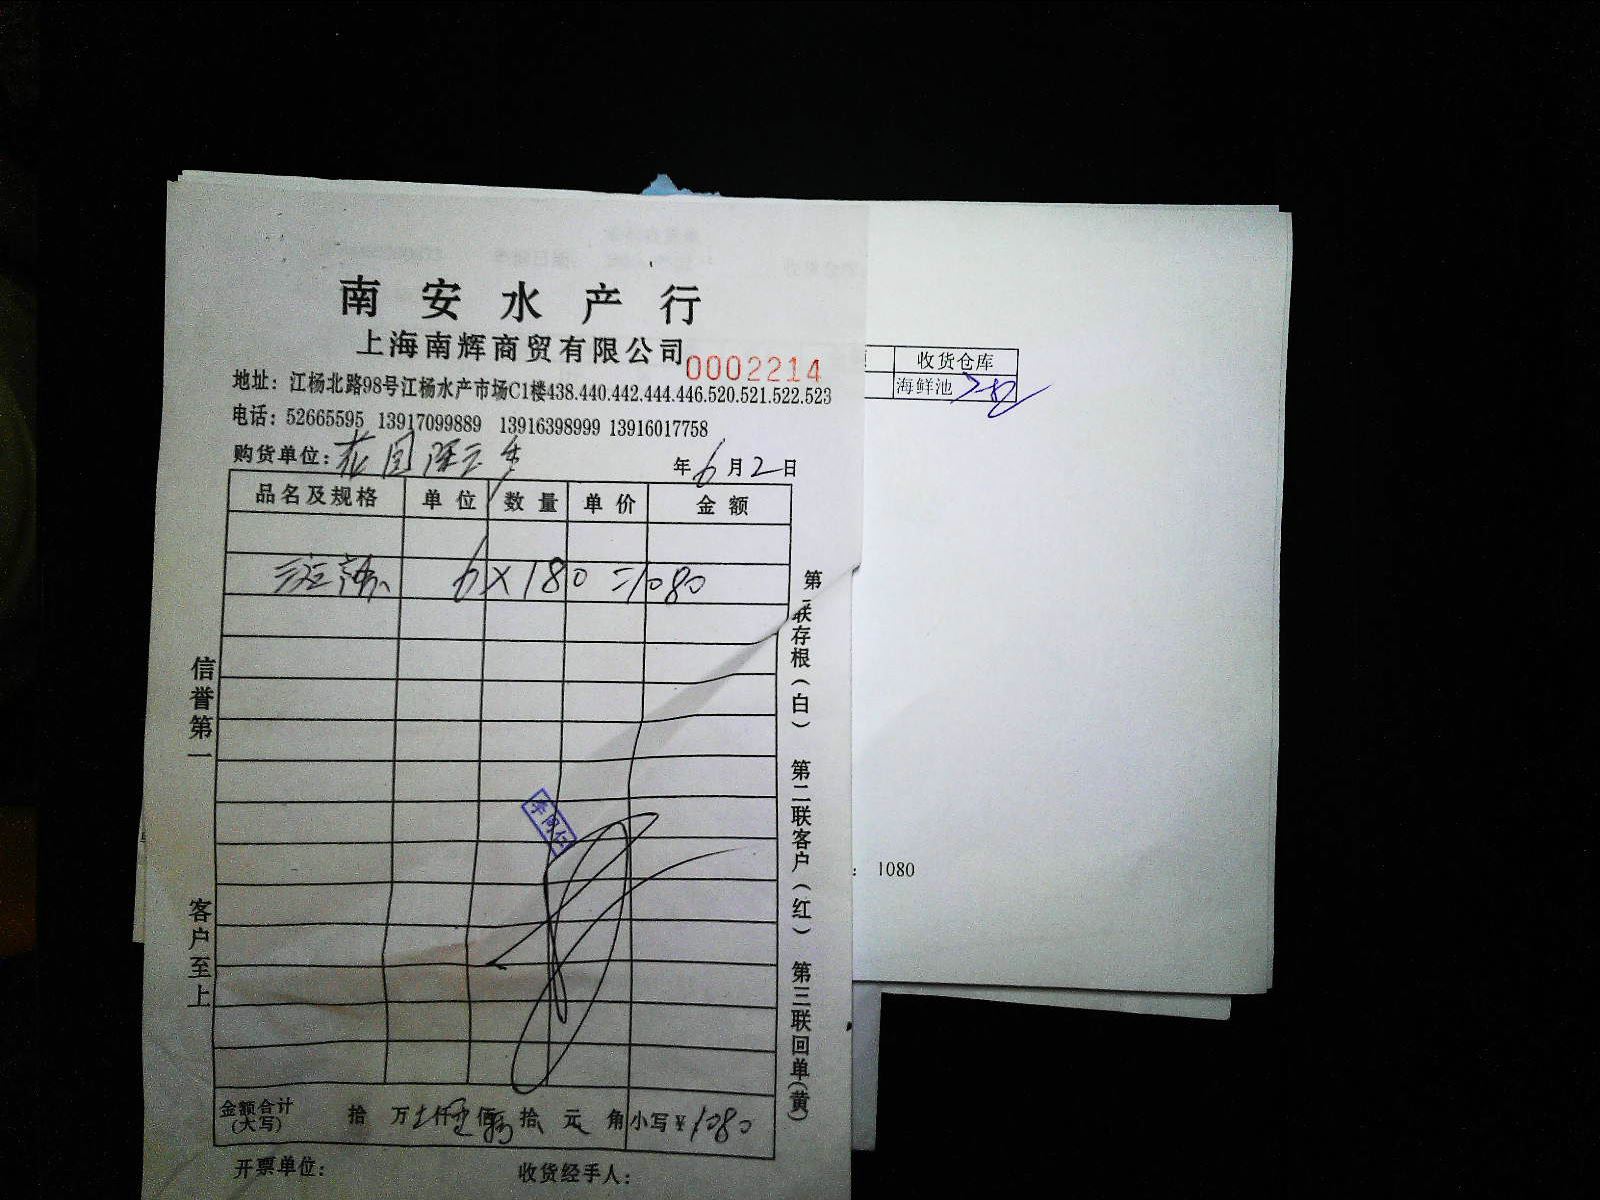 南安水产行
上海南辉商贸有限公司
0002214
地址：江杨北路98号江杨水产市场C1楼438.440.442.444.446.520.521.522.523
电话：52665595 13917099889 13916398999 13916017758
购货单位：花园 年6月2日
品名及规格 单位 数量 单价 金额
6×180=1080
信誉第一
客户至上
第一联存根（白） 第二联客户（红） 第三联回单（黄）
金额合计（大写） 拾 万 仟 佰 拾 元 角 小写￥1080
开票单位： 收货经手人：
收货仓库
海鲜池
：1080